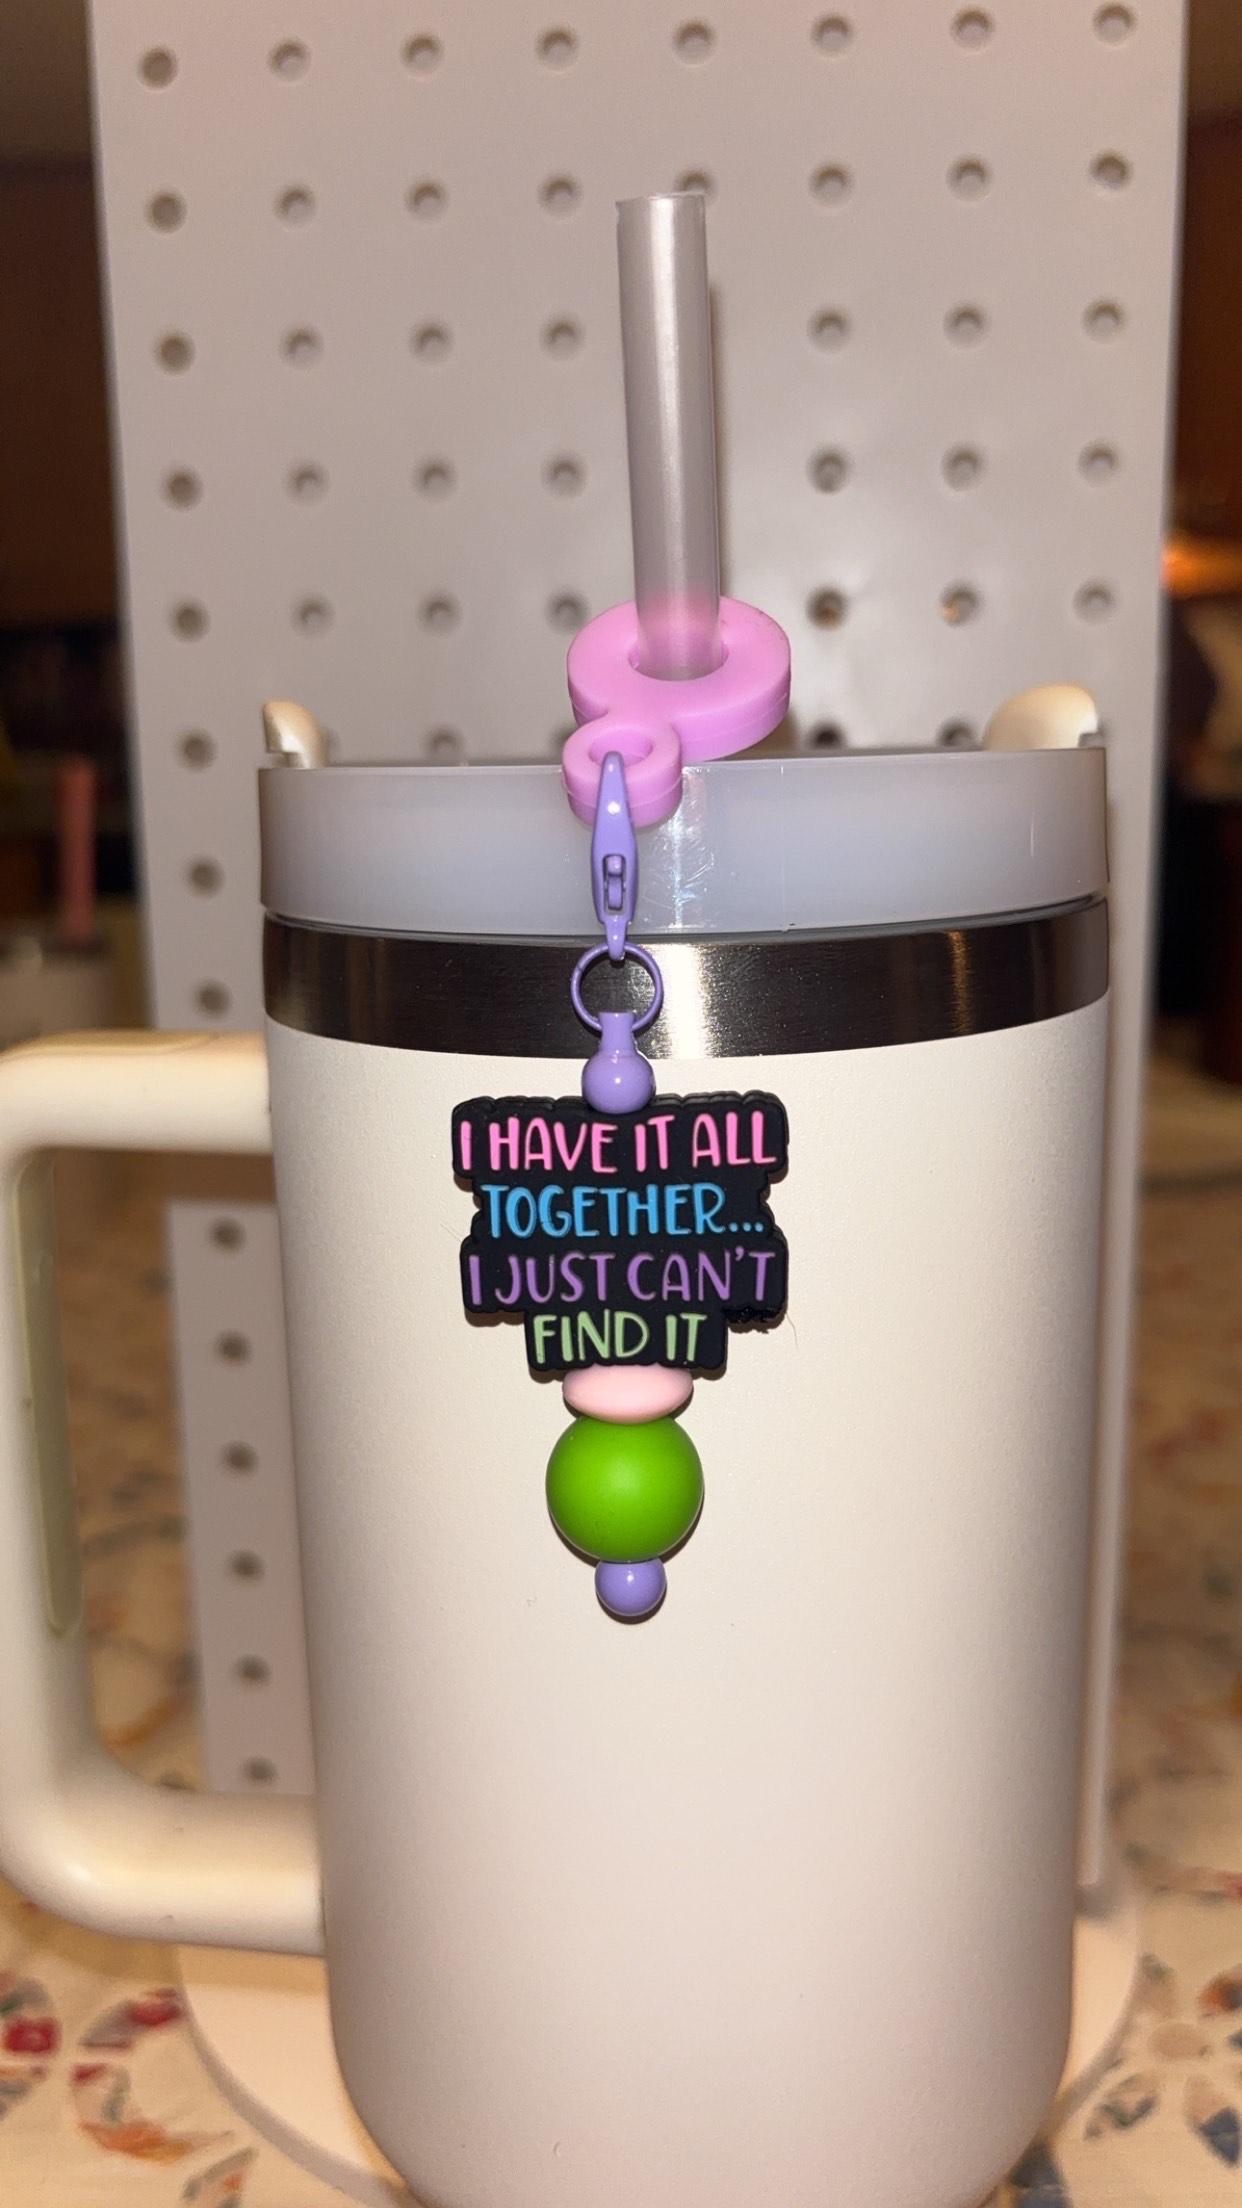 I HAVE IT ALL
TOGETHER...
I JUST CAN'T
FIND IT